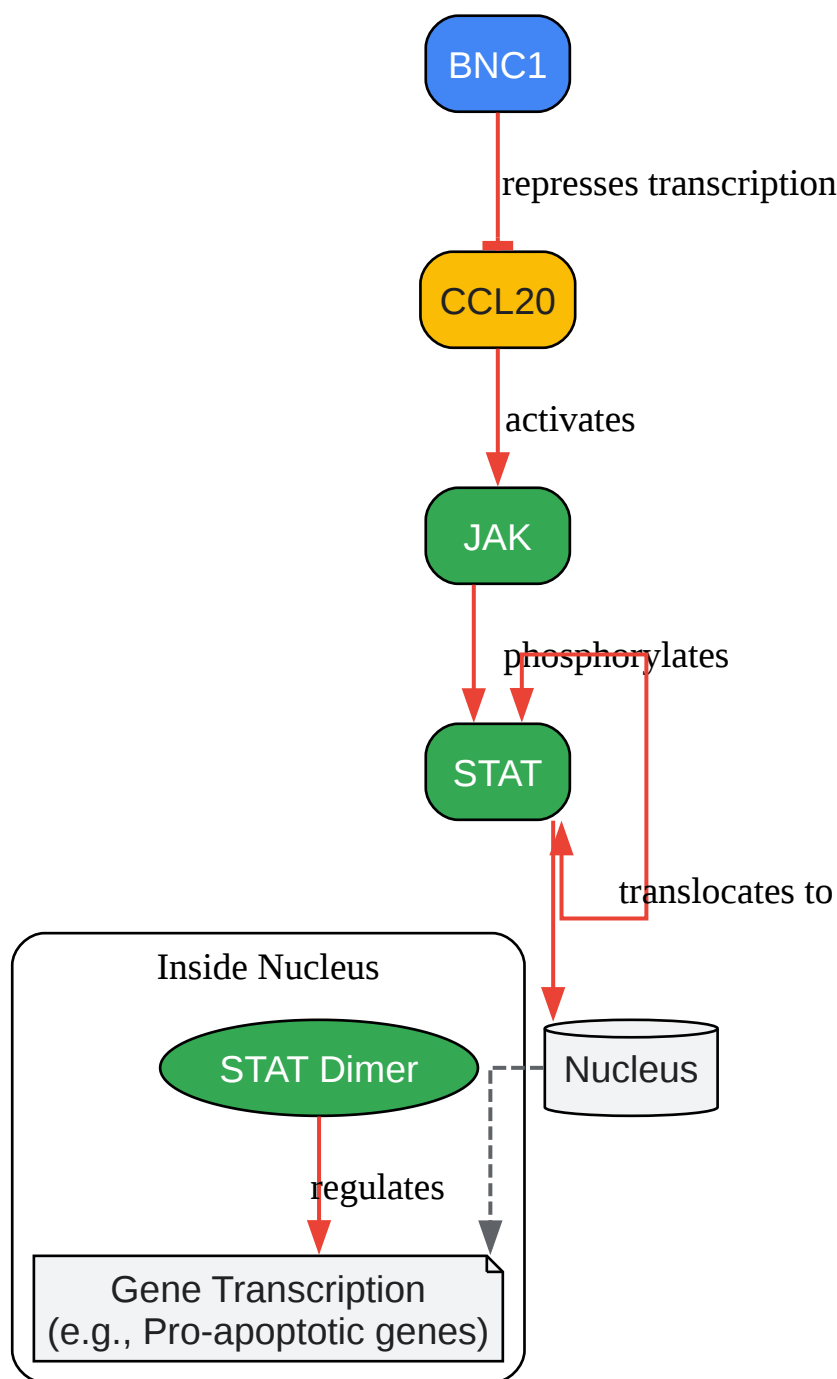 BNC1
represses transcription
CCL20
activates
JAK
phosphorylates
STAT
translocates to
Inside Nucleus
STAT Dimer
Nucleus
regulates
Gene Transcription
(e.g., Pro-apoptotic genes)